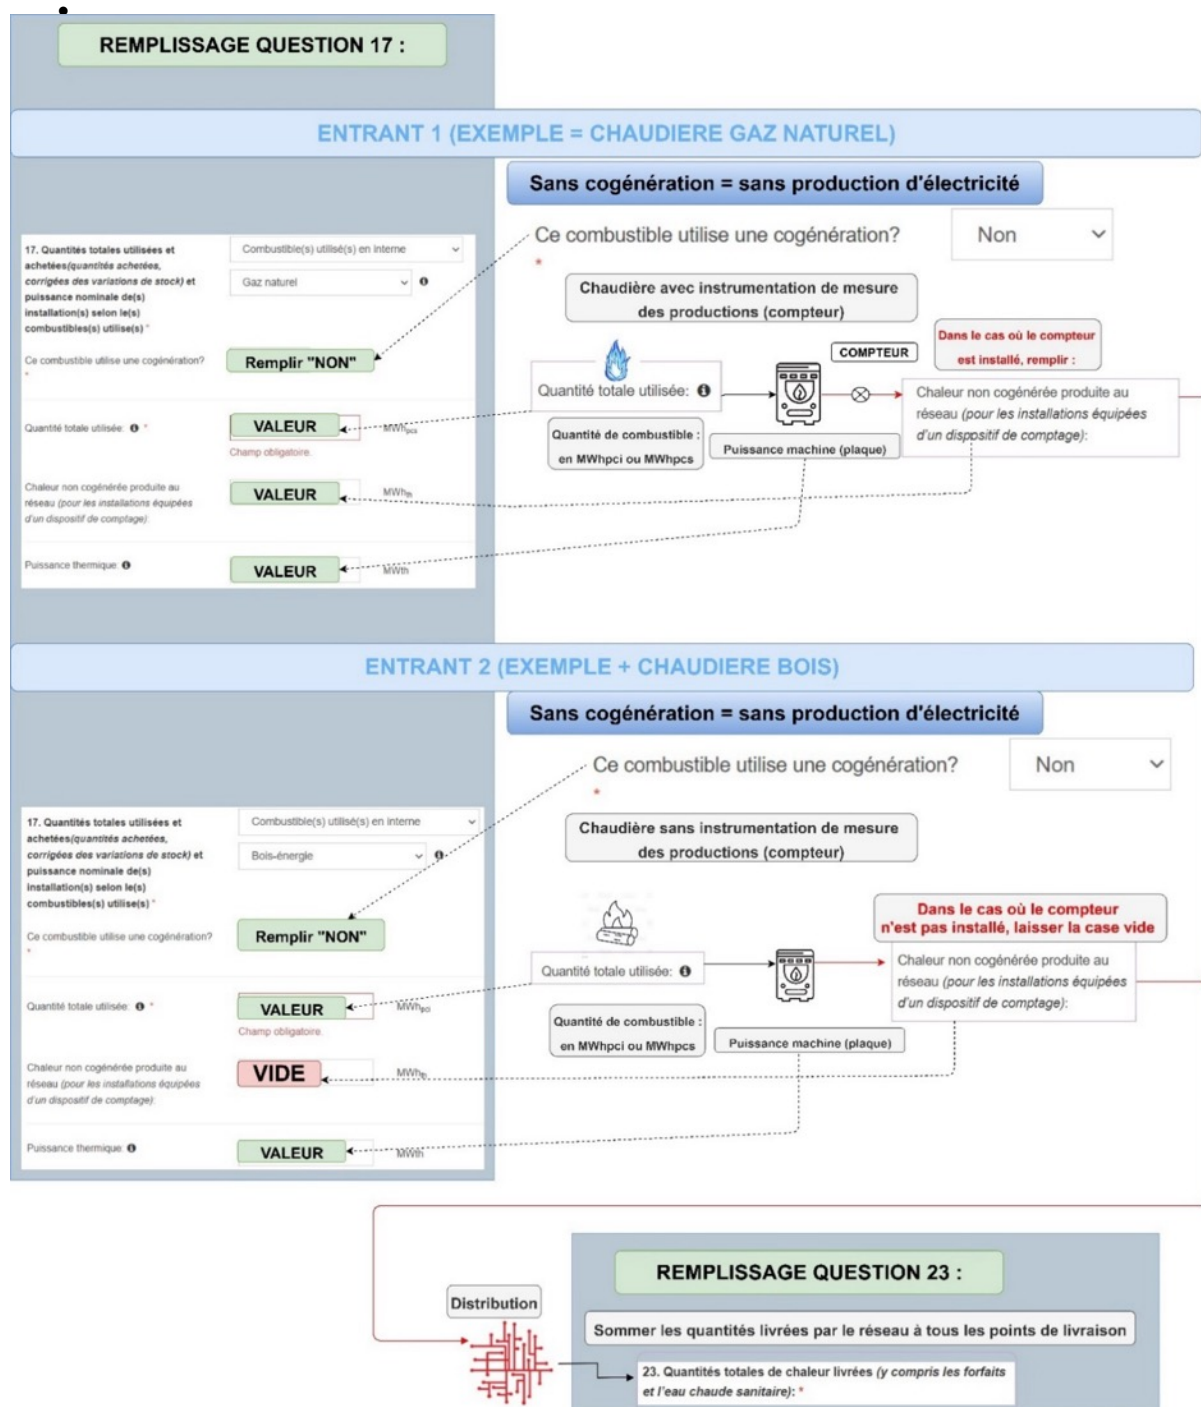 REMPLISSAGE QUESTION 17 :
ENTRANT 1 (EXEMPLE = CHAUDIERE GAZ NATUREL)
Sans cogénération = sans production d'électricité
Ce combustible utilise une cogénération?
*
Non
17. Quantités totales utilisées et
achetées(quantités achetées,
corrigées des variations de stock) et
puissance nominale de(s)
installation(s) selon le(s)
combustibles(s) utilise(s) *
Combustible(s) utilisé(s) en interne
Gaz naturel
Ce combustible utilise une cogénération?
*
Remplir "NON"
Quantité totale utilisée: *
VALEUR
MWhpcs
Champ obligatoire.
Chaleur non cogénérée produite au
réseau (pour les installations équipées
d'un dispositif de comptage):
VALEUR
MWhth
Puissance thermique:
VALEUR
MWth
Chaudière avec instrumentation de mesure
des productions (compteur)
Quantité totale utilisée:
Quantité de combustible :
en MWhpci ou MWhpcs
Puissance machine (plaque)
COMPTEUR
Dans le cas où le compteur
est installé, remplir :
Chaleur non cogénérée produite au
réseau (pour les installations équipées
d'un dispositif de comptage):
ENTRANT 2 (EXEMPLE + CHAUDIERE BOIS)
Sans cogénération = sans production d'électricité
Ce combustible utilise une cogénération?
*
Non
17. Quantités totales utilisées et
achetées(quantités achetées,
corrigées des variations de stock) et
puissance nominale de(s)
installation(s) selon le(s)
combustibles(s) utilise(s) *
Combustible(s) utilisé(s) en interne
Bois-énergie
Ce combustible utilise une cogénération?
*
Remplir "NON"
Quantité totale utilisée: *
VALEUR
MWhpci
Champ obligatoire.
Chaleur non cogénérée produite au
réseau (pour les installations équipées
d'un dispositif de comptage):
VIDE
MWhth
Puissance thermique:
VALEUR
MWth
Chaudière sans instrumentation de mesure
des productions (compteur)
Quantité totale utilisée:
Quantité de combustible :
en MWhpci ou MWhpcs
Puissance machine (plaque)
Dans le cas où le compteur
n'est pas installé, laisser la case vide
Chaleur non cogénérée produite au
réseau (pour les installations équipées
d'un dispositif de comptage):
REMPLISSAGE QUESTION 23 :
Distribution
Sommer les quantités livrées par le réseau à tous les points de livraison
23. Quantités totales de chaleur livrées (y compris les forfaits
et l'eau chaude sanitaire): *